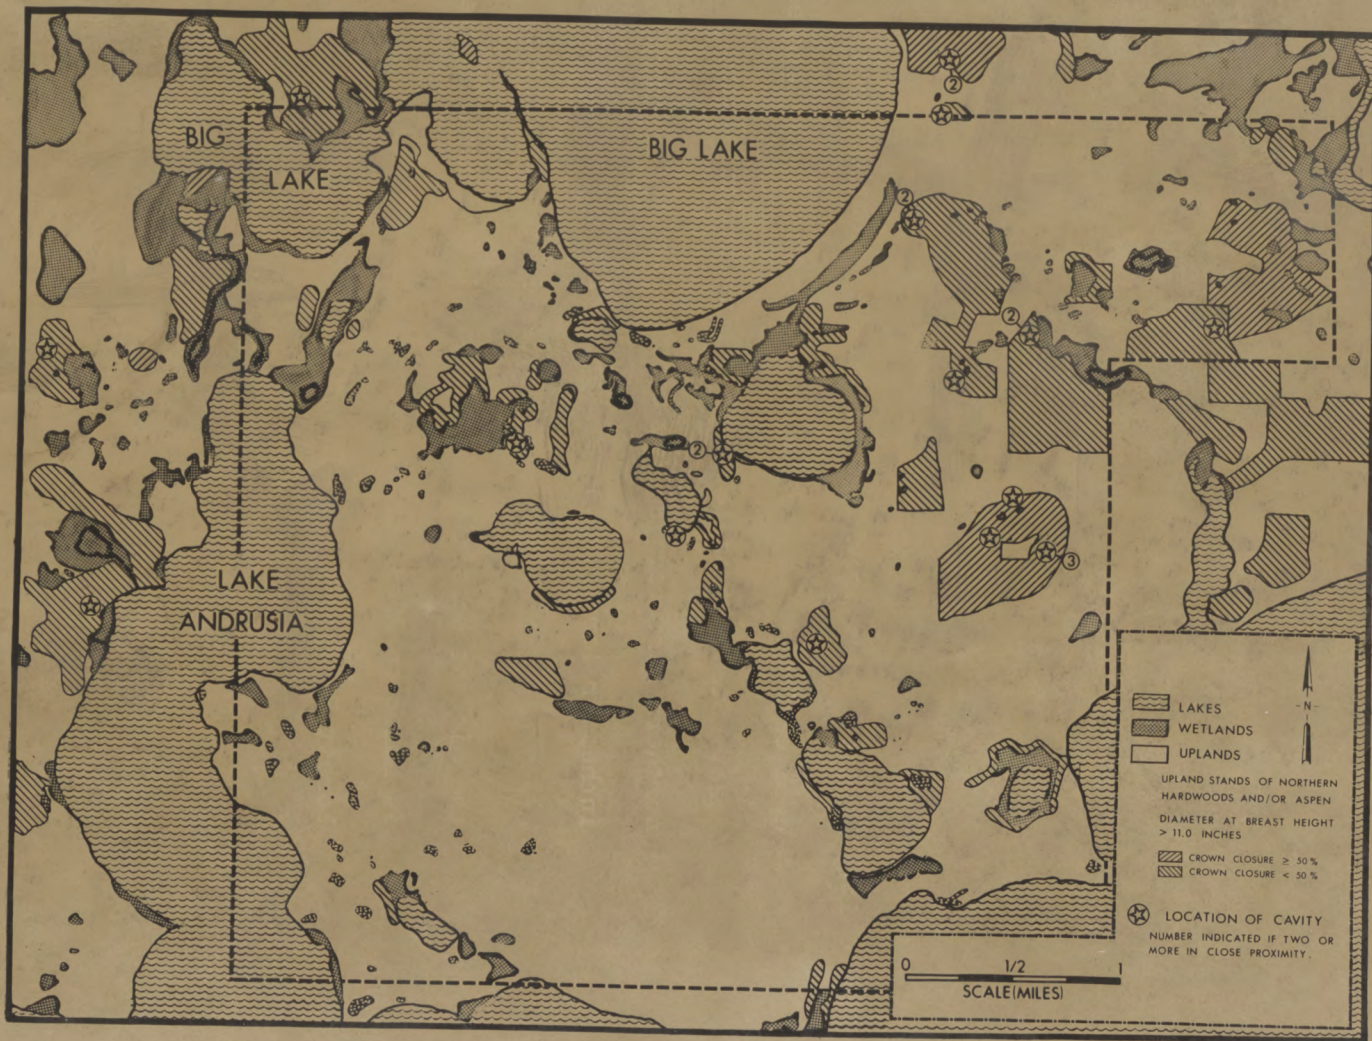 BIG
LAKE
BIG LAKE
2
2
2
2
3
LAKE
ANDRUSIA
-N-
LAKES
WETLANDS
UPLANDS
UPLAND STANDS OF NORTHERN
HARDWOODS AND/OR ASPEN
DIAMETER AT BREAST HEIGHT
> 11.0 INCHES
CROWN CLOSURE ≥ 50%
CROWN CLOSURE < 50%
LOCATION OF CAVITY
NUMBER INDICATED IF TWO OR
MORE IN CLOSE PROXIMITY.
0 1/2 1
SCALE(MILES)